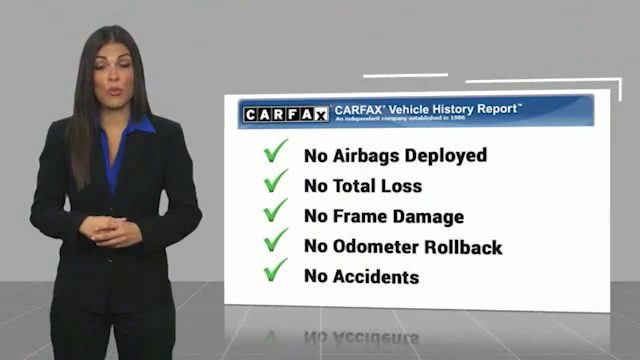 CARFAX CARFAX® Vehicle History Report™
An independent company established in 1986
No Airbags Deployed
No Total Loss
No Frame Damage
No Odometer Rollback
No Accidents